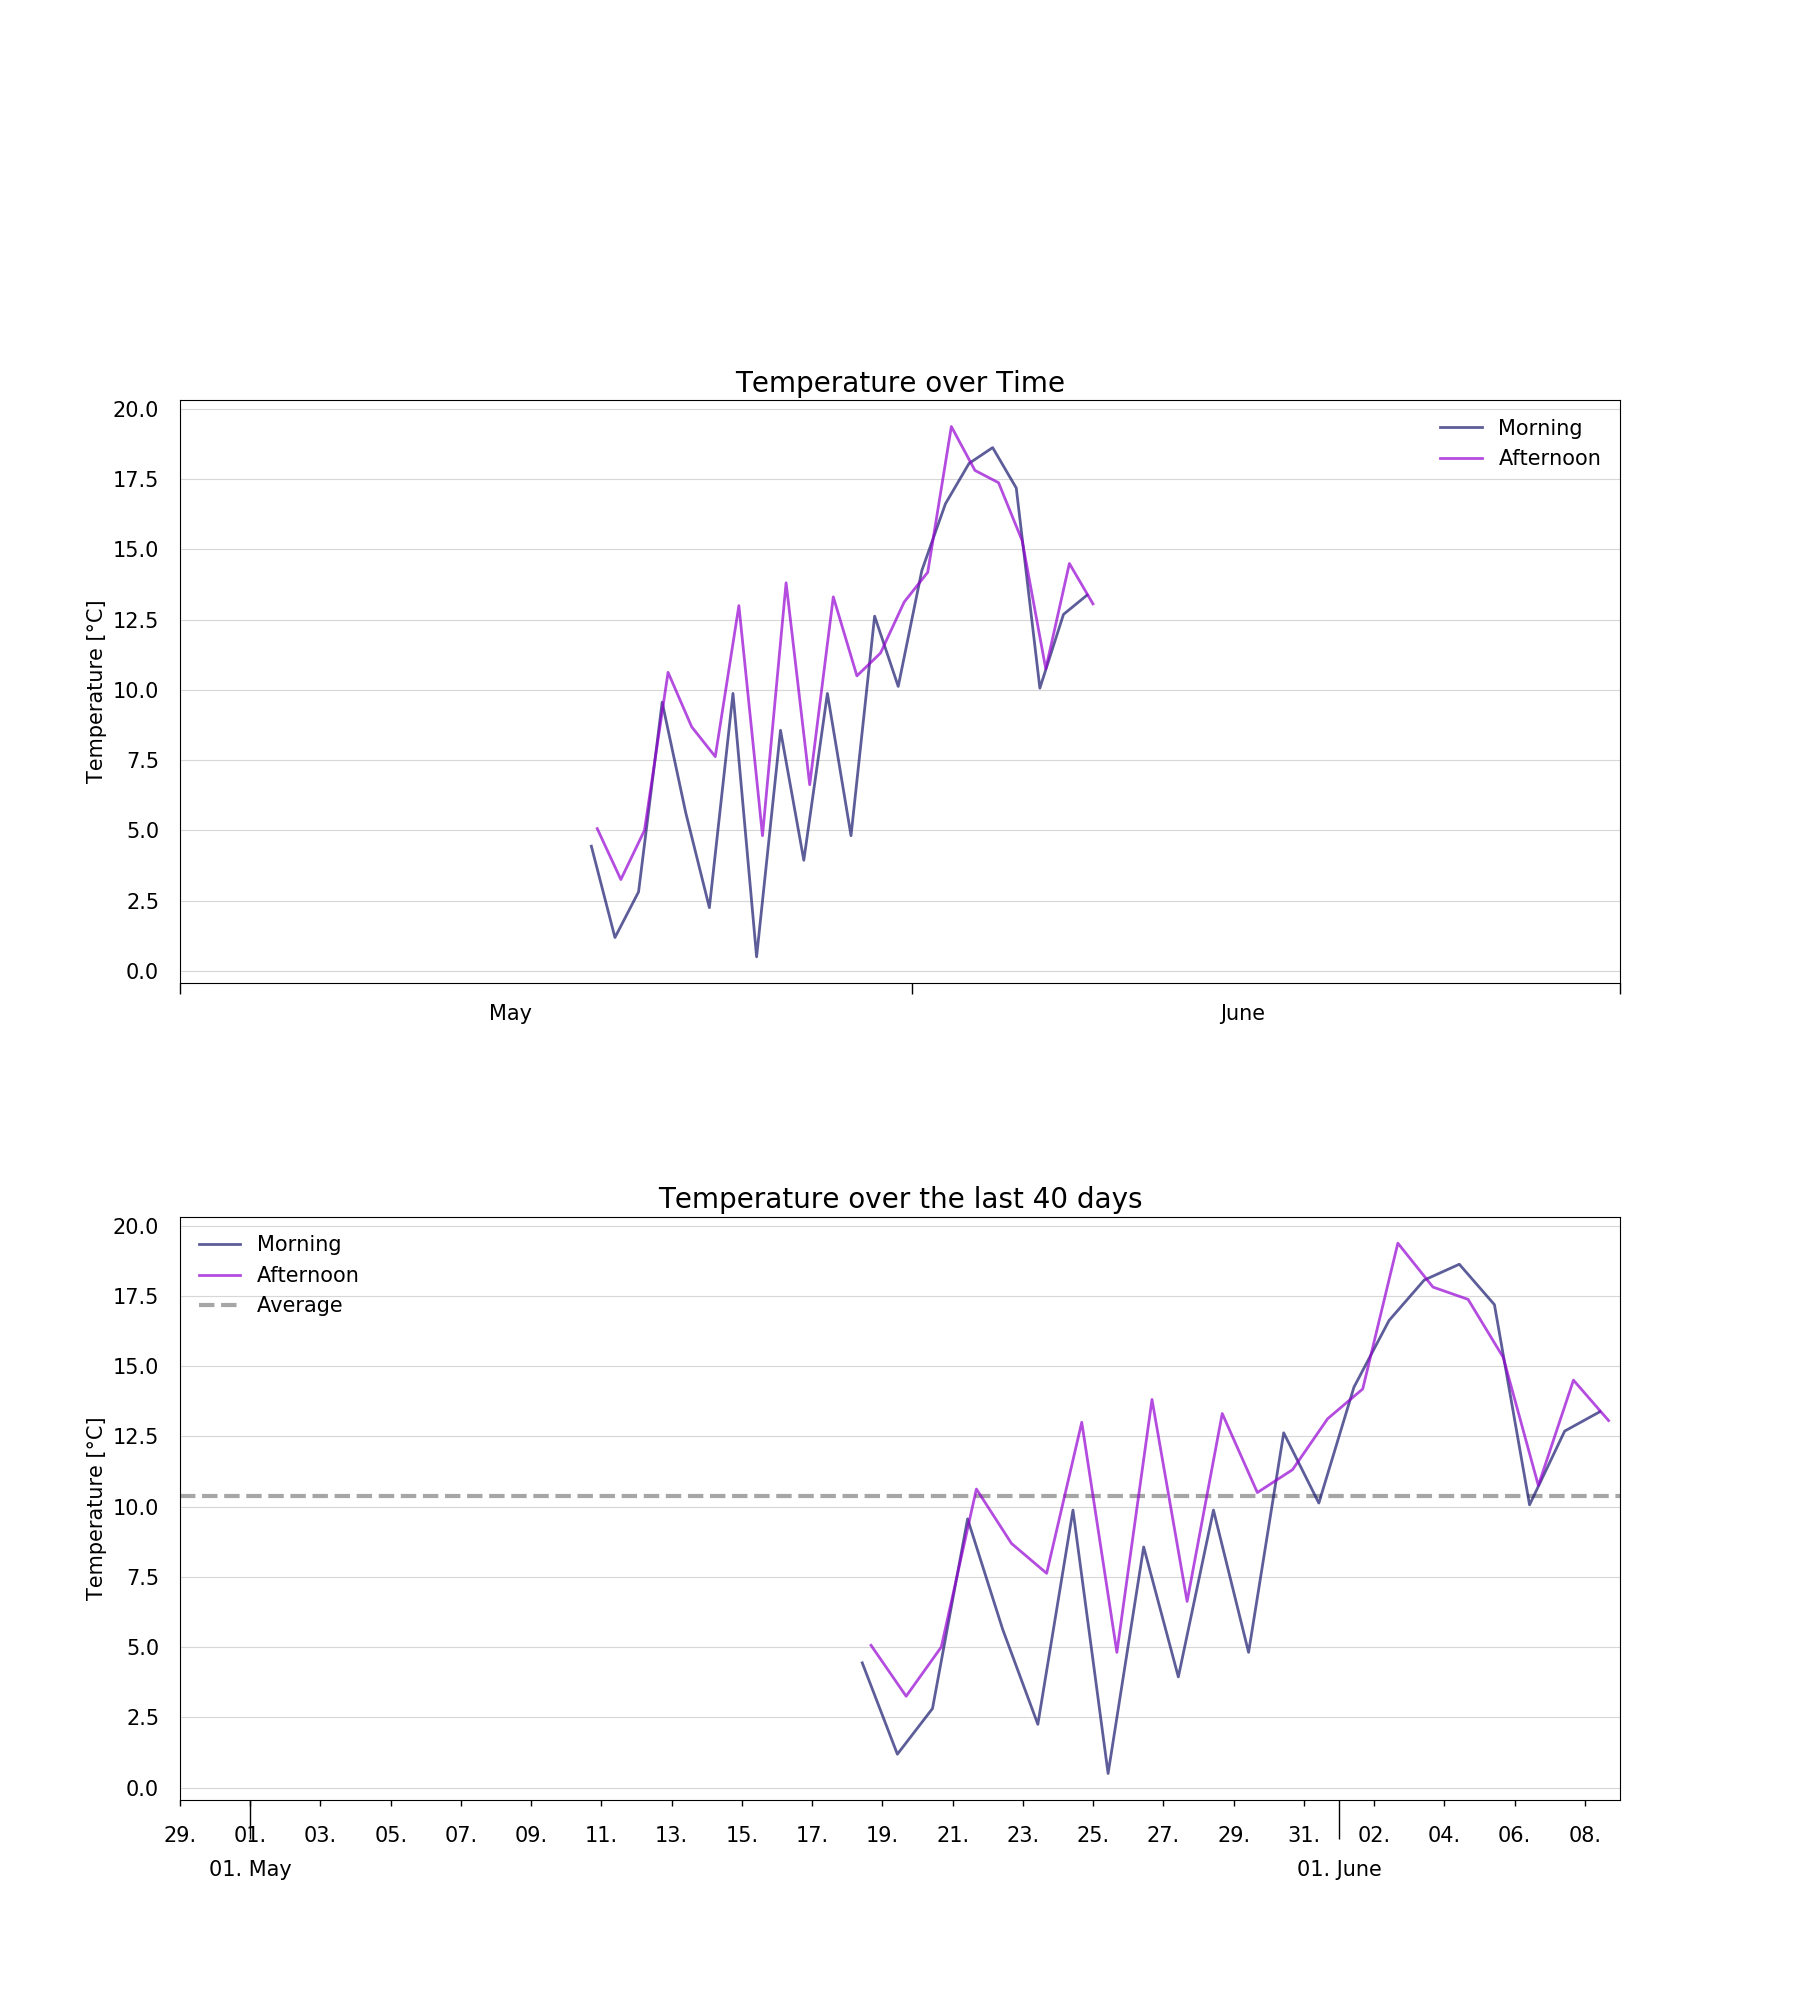 Temperature over Time
20.0
17.5
15.0
12.5
10.0
7.5
5.0
2.5
0.0
Temperature [°C]
Morning
Afternoon
May June
Temperature over the last 40 days
20.0
17.5
15.0
12.5
10.0
7.5
5.0
2.5
0.0
Temperature [°C]
Morning
Afternoon
Average
29. 01. 03. 05. 07. 09. 11. 13. 15. 17. 19. 21. 23. 25. 27. 29. 31. 02. 04. 06. 08.
01. May 01. June